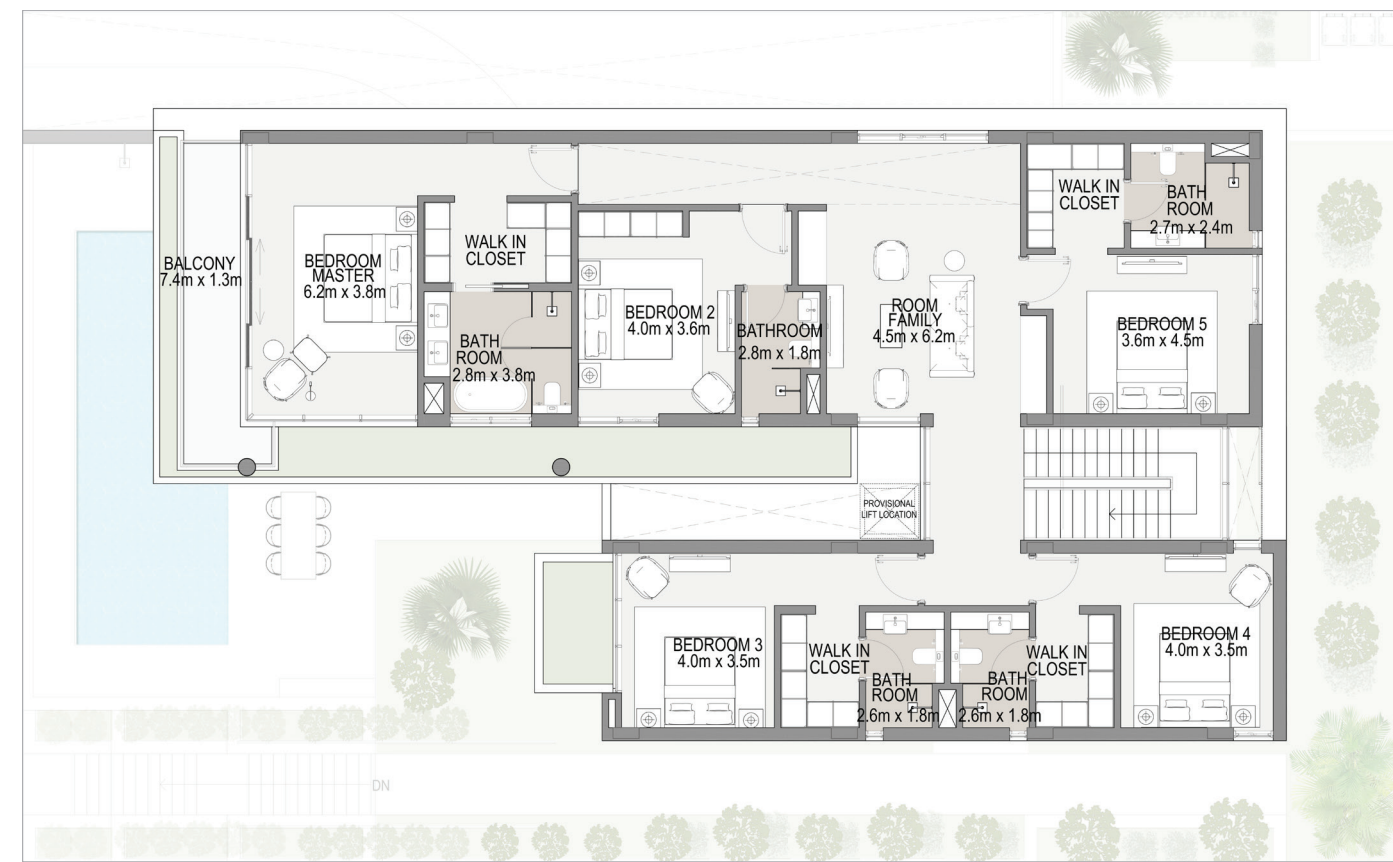 BALCONY
7.4m x 1.3m
BEDROOM
MASTER
6.2m x 3.8m
WALK IN
CLOSET
BATH
ROOM
2.8m x 3.8m
BEDROOM 2
4.0m x 3.6m
BATHROOM
2.8m x 1.8m
ROOM
FAMILY
4.5m x 6.2m
WALK IN
CLOSET
BATH
ROOM
2.7m x 2.4m
BEDROOM 5
3.6m x 4.5m
PROVISIONAL
LIFT LOCATION
BEDROOM 3
4.0m x 3.5m
WALK IN
CLOSET
BATH
ROOM
2.6m x 1.8m
BATH
ROOM
2.6m x 1.8m
WALK IN
CLOSET
BEDROOM 4
4.0m x 3.5m
DN